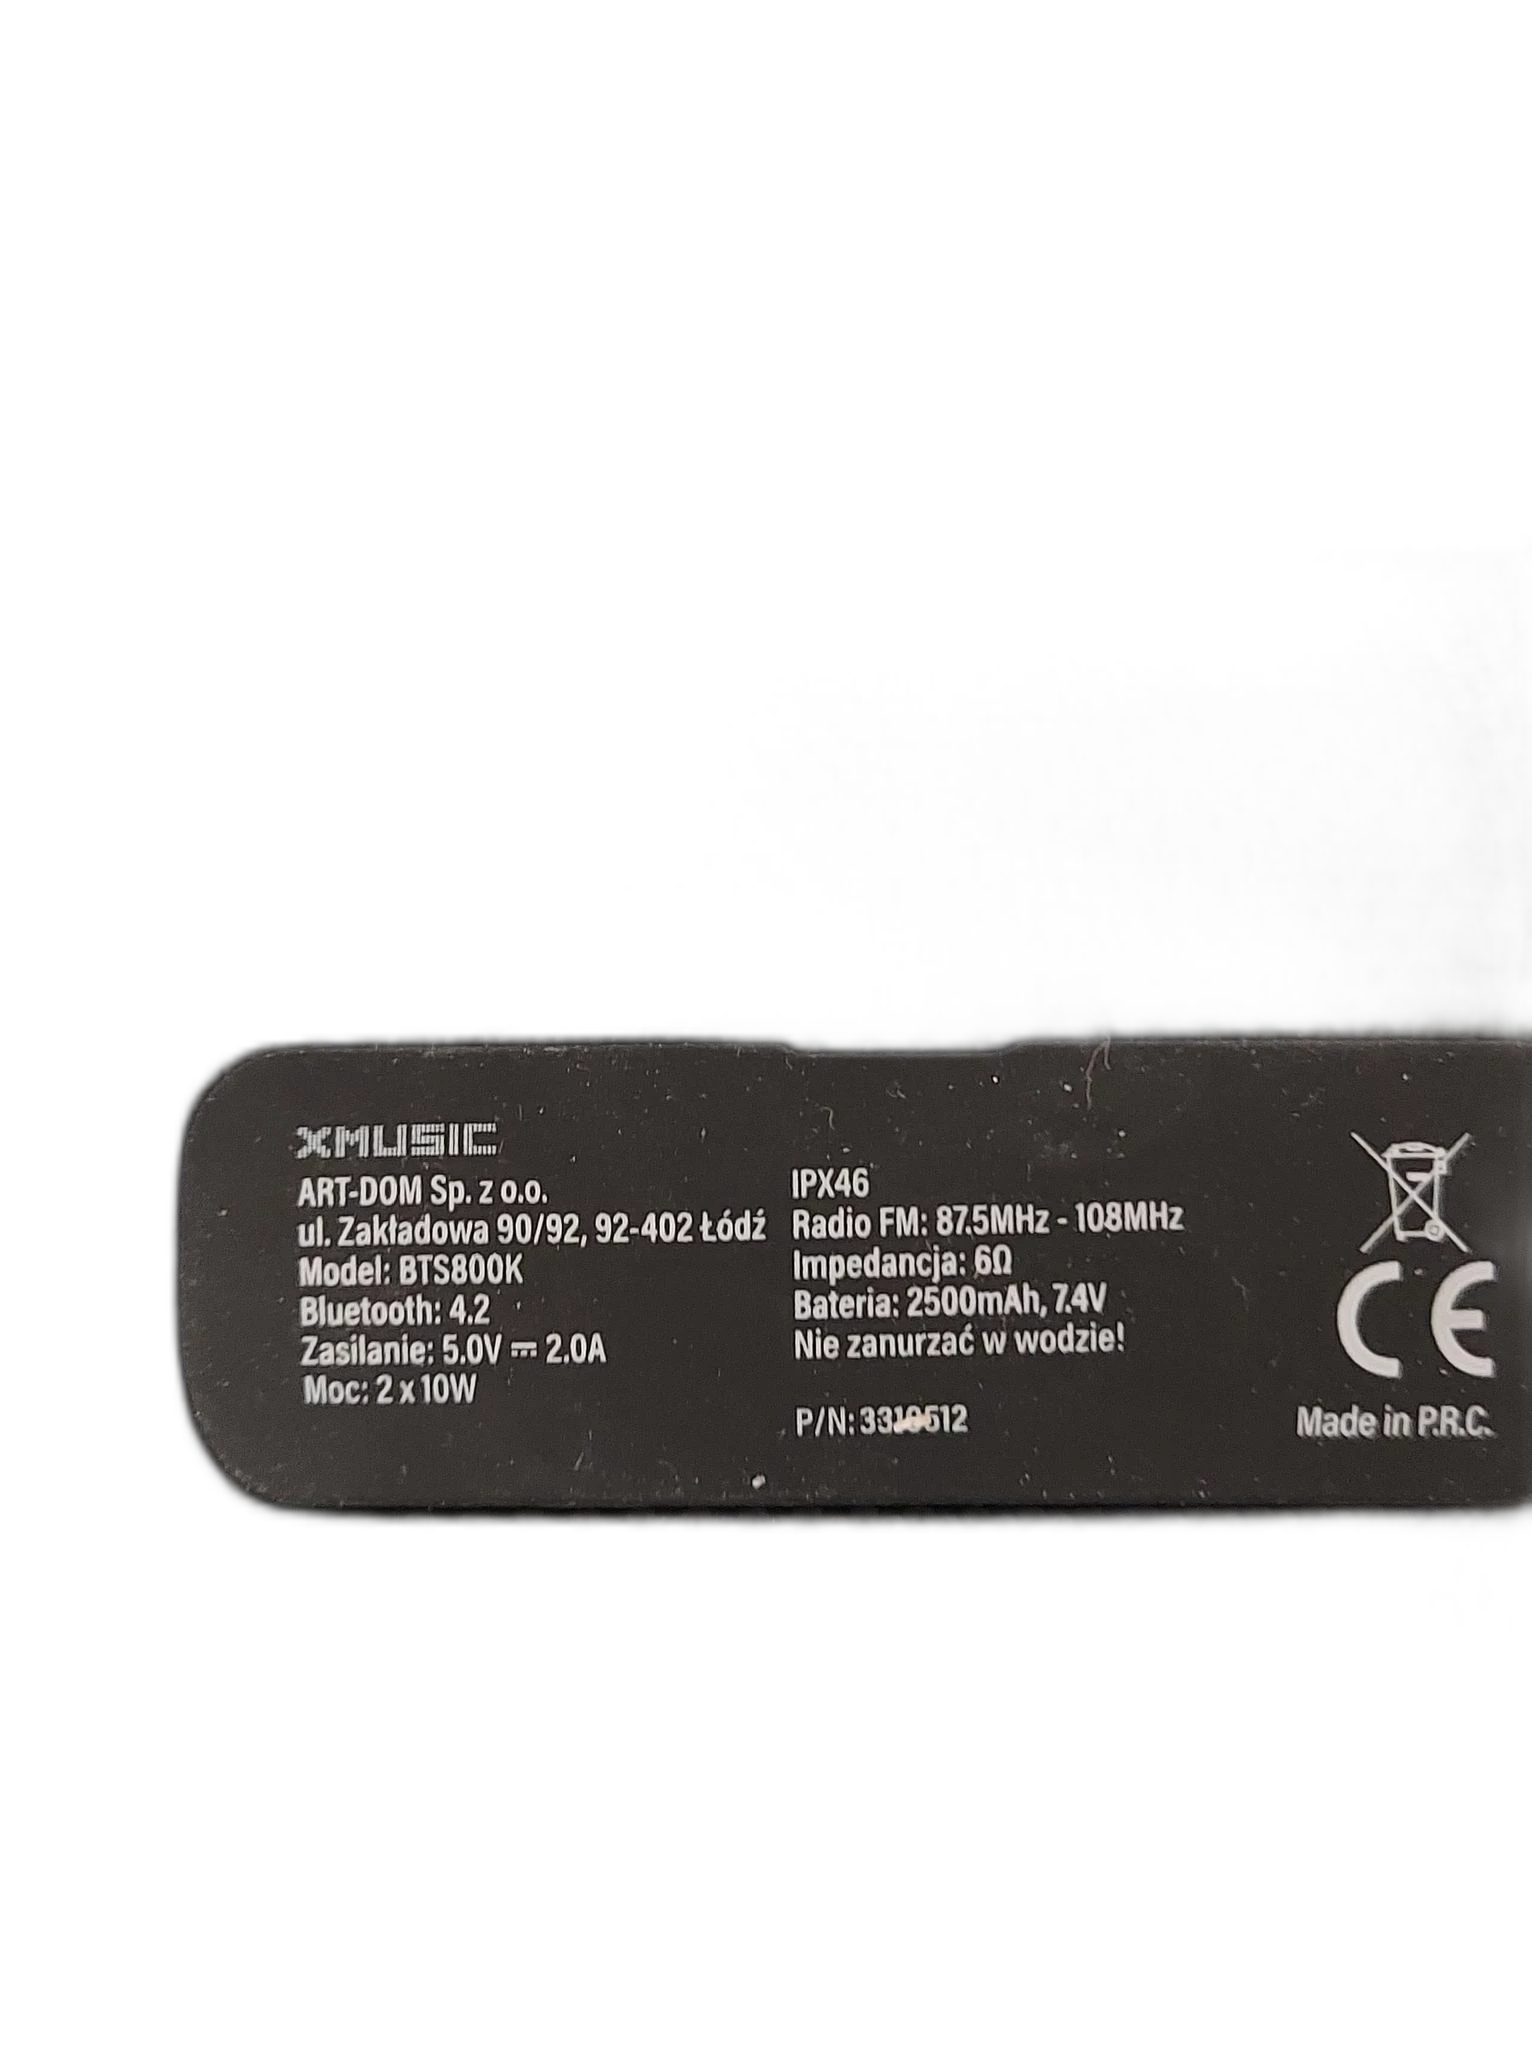 XMUSIC
ART-DOM Sp. z o.o.
ul. Zakładowa 90/92, 92-402 Łódź
Model: BTS800K
Bluetooth: 4.2
Zasilanie: 5.0V ⎓ 2.0A
Moc: 2 x 10W
IPX46
Radio FM: 87.5MHz - 108MHz
Impedancja: 6Ω
Bateria: 2500mAh, 7.4V
Nie zanurzać w wodzie!
P/N:
CE
Made in P.R.C.